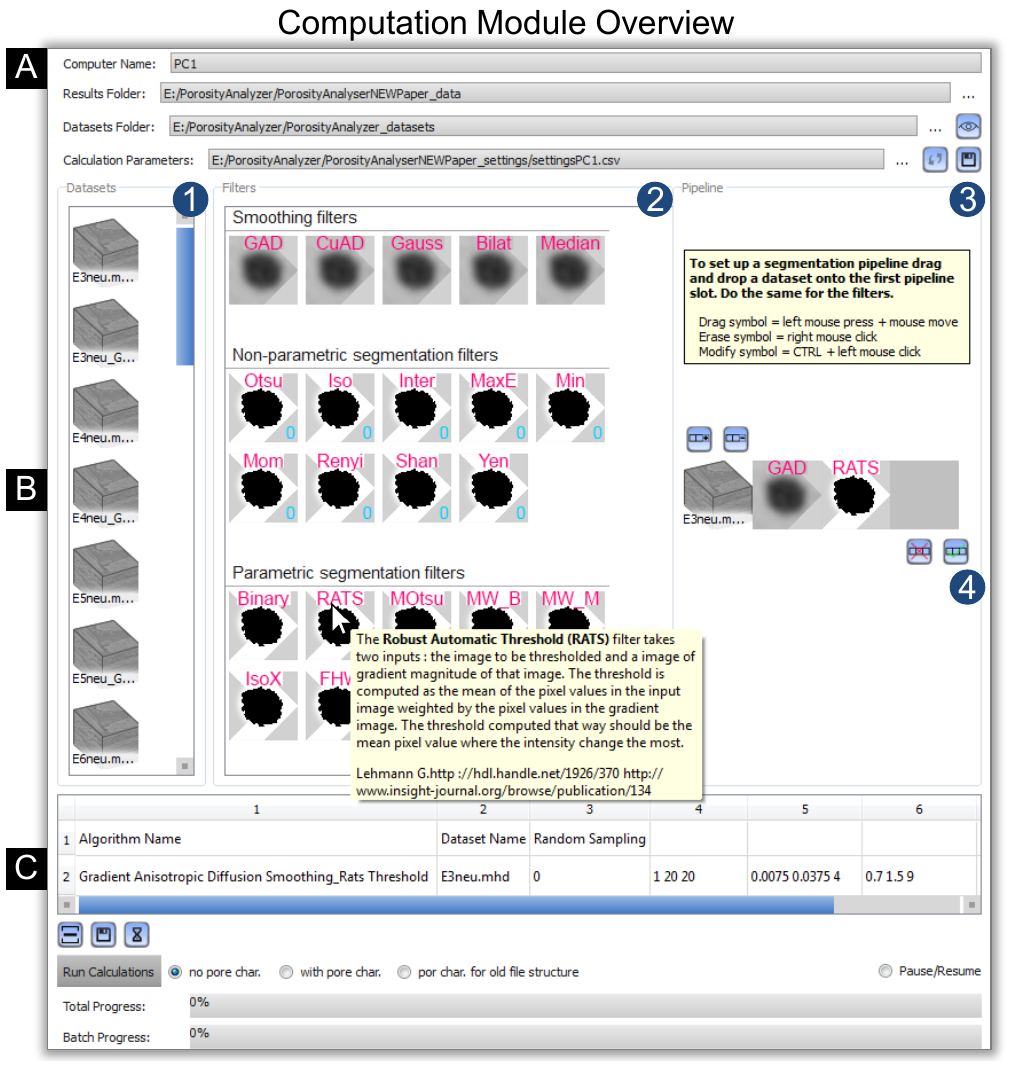 Computation Module Overview
A
Computer Name: PC1
Results Folder: E:/PorosityAnalyzer/PorosityAnalyserNEWPaper_data ...
Datasets Folder: E:/PorosityAnalyzer/PorosityAnalyzer_datasets ...
Calculation Parameters: E:/PorosityAnalyzer/PorosityAnalyserNEWPaper_settings/settingsPC1.csv ...
B
Datasets 1
E3neu.m...
E3neu_G...
E4neu.m...
E4neu_G...
E5neu.m...
E5neu_G...
E6neu.m...
Filters 2
Smoothing filters
GAD CuAD Gauss Bilat Median
Non-parametric segmentation filters
Otsu Iso Inter MaxE Min
0 0 0 0 0
Mom Renyi Shan Yen
0 0 0 0
Parametric segmentation filters
Binary RATS MOtsu MW_B MW_M
IsoX
The Robust Automatic Threshold (RATS) filter takes
two inputs : the image to be thresholded and a image of
gradient magnitude of that image. The threshold is
computed as the mean of the pixel values in the input
image weighted by the pixel values in the gradient
image. The threshold computed that way should be the
mean pixel value where the intensity change the most.
Lehmann G.http ://hdl.handle.net/1926/370 http://
www.insight-journal.org/browse/publication/134
Pipeline 3
To set up a segmentation pipeline drag
and drop a dataset onto the first pipeline
slot. Do the same for the filters.
Drag symbol = left mouse press + mouse move
Erase symbol = right mouse click
Modify symbol = CTRL + left mouse click
GAD RATS
E3neu.m...
4
C
1 2 3 4 5 6
1 Algorithm Name Dataset Name Random Sampling
2 Gradient Anisotropic Diffusion Smoothing_Rats Threshold E3neu.mhd 0 1 20 20 0.0075 0.0375 4 0.7 1.5 9
Run Calculations no pore char. with pore char. por char. for old file structure Pause/Resume
Total Progress: 0%
Batch Progress: 0%